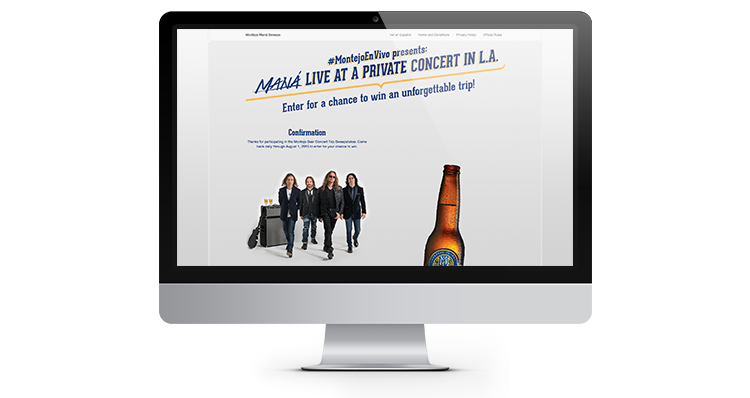 Montejo Maná Sweeps
Ver en Español
Terms and Conditions
Privacy Policy
Official Rules
#MontejoEnVivo presents:
MANÁ LIVE AT A PRIVATE CONCERT IN L.A.
Enter for a chance to win an unforgettable trip!
Confirmation
Thanks for participating in the Montejo Beer Concert Trip Sweepstakes. Come
back daily through August 1, 2015 to enter for your chance to win!